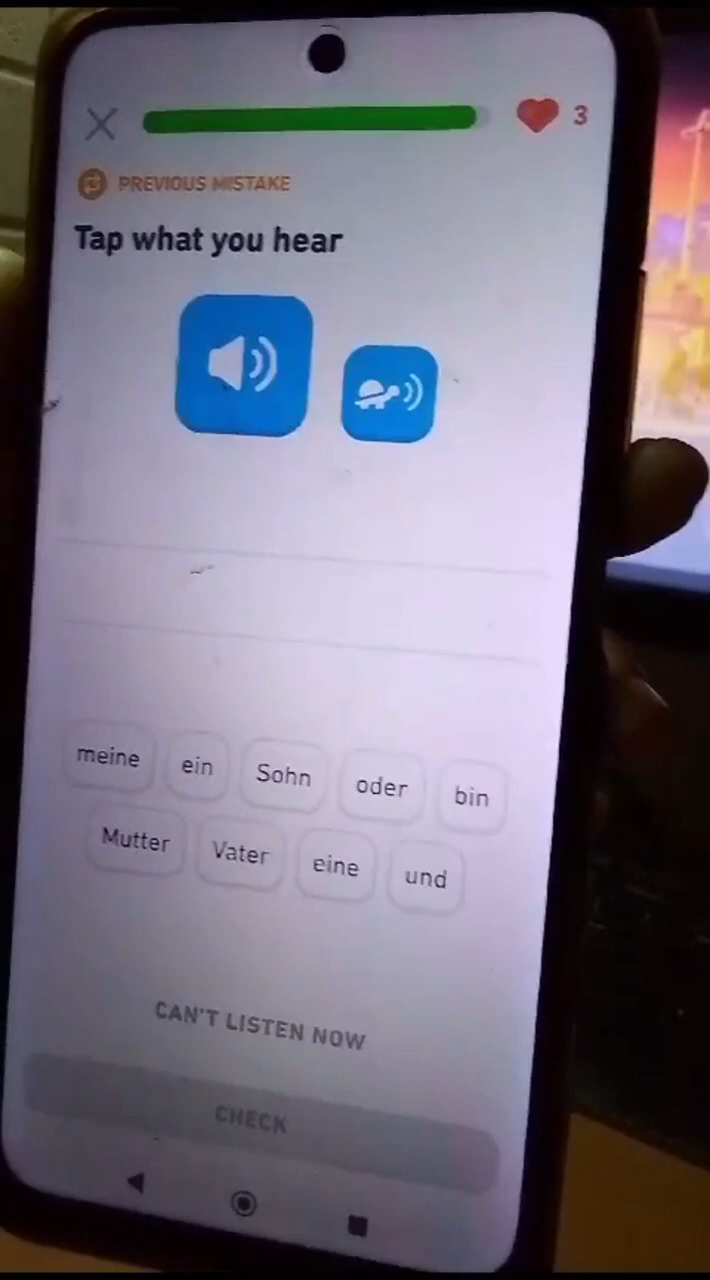 3
PREVIOUS MISTAKE
Tap what you hear
meine ein Sohn oder bin
Mutter Vater eine und
CAN'T LISTEN NOW
CHECK